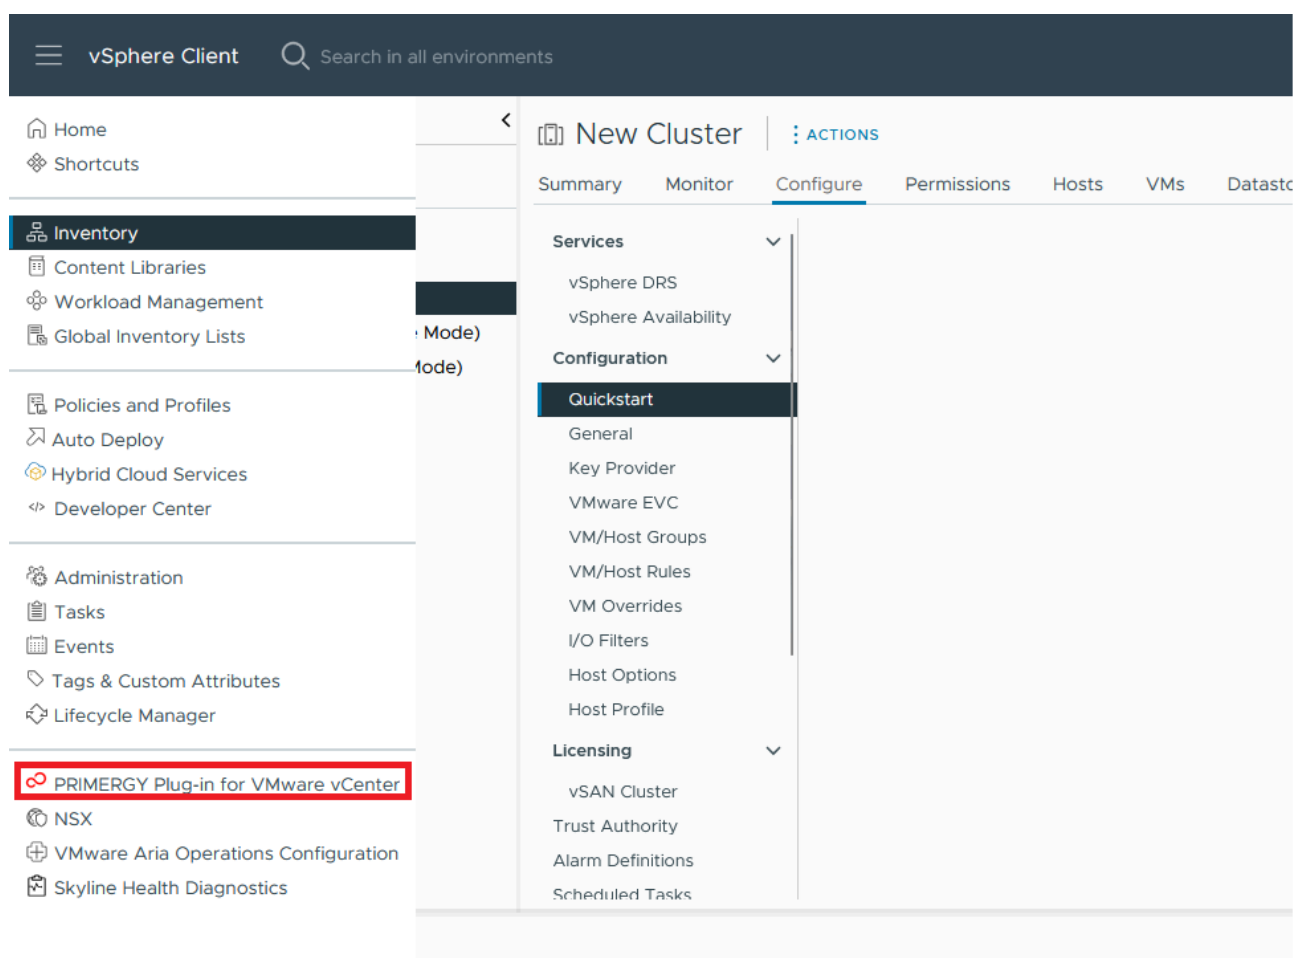 vSphere Client
Search in all environments
Home
Shortcuts
Inventory
Content Libraries
Workload Management
Global Inventory Lists
Policies and Profiles
Auto Deploy
Hybrid Cloud Services
Developer Center
Administration
Tasks
Events
Tags & Custom Attributes
Lifecycle Manager
PRIMERGY Plug-in for VMware vCenter
NSX
VMware Aria Operations Configuration
Skyline Health Diagnostics
Mode)
New Cluster
ACTIONS
Summary Monitor Configure Permissions Hosts VMs
Services
vSphere DRS
vSphere Availability
Configuration
Quickstart
General
Key Provider
VMware EVC
VM/Host Groups
VM/Host Rules
VM Overrides
I/O Filters
Host Options
Host Profile
Licensing
vSAN Cluster
Trust Authority
Alarm Definitions
Scheduled Tasks